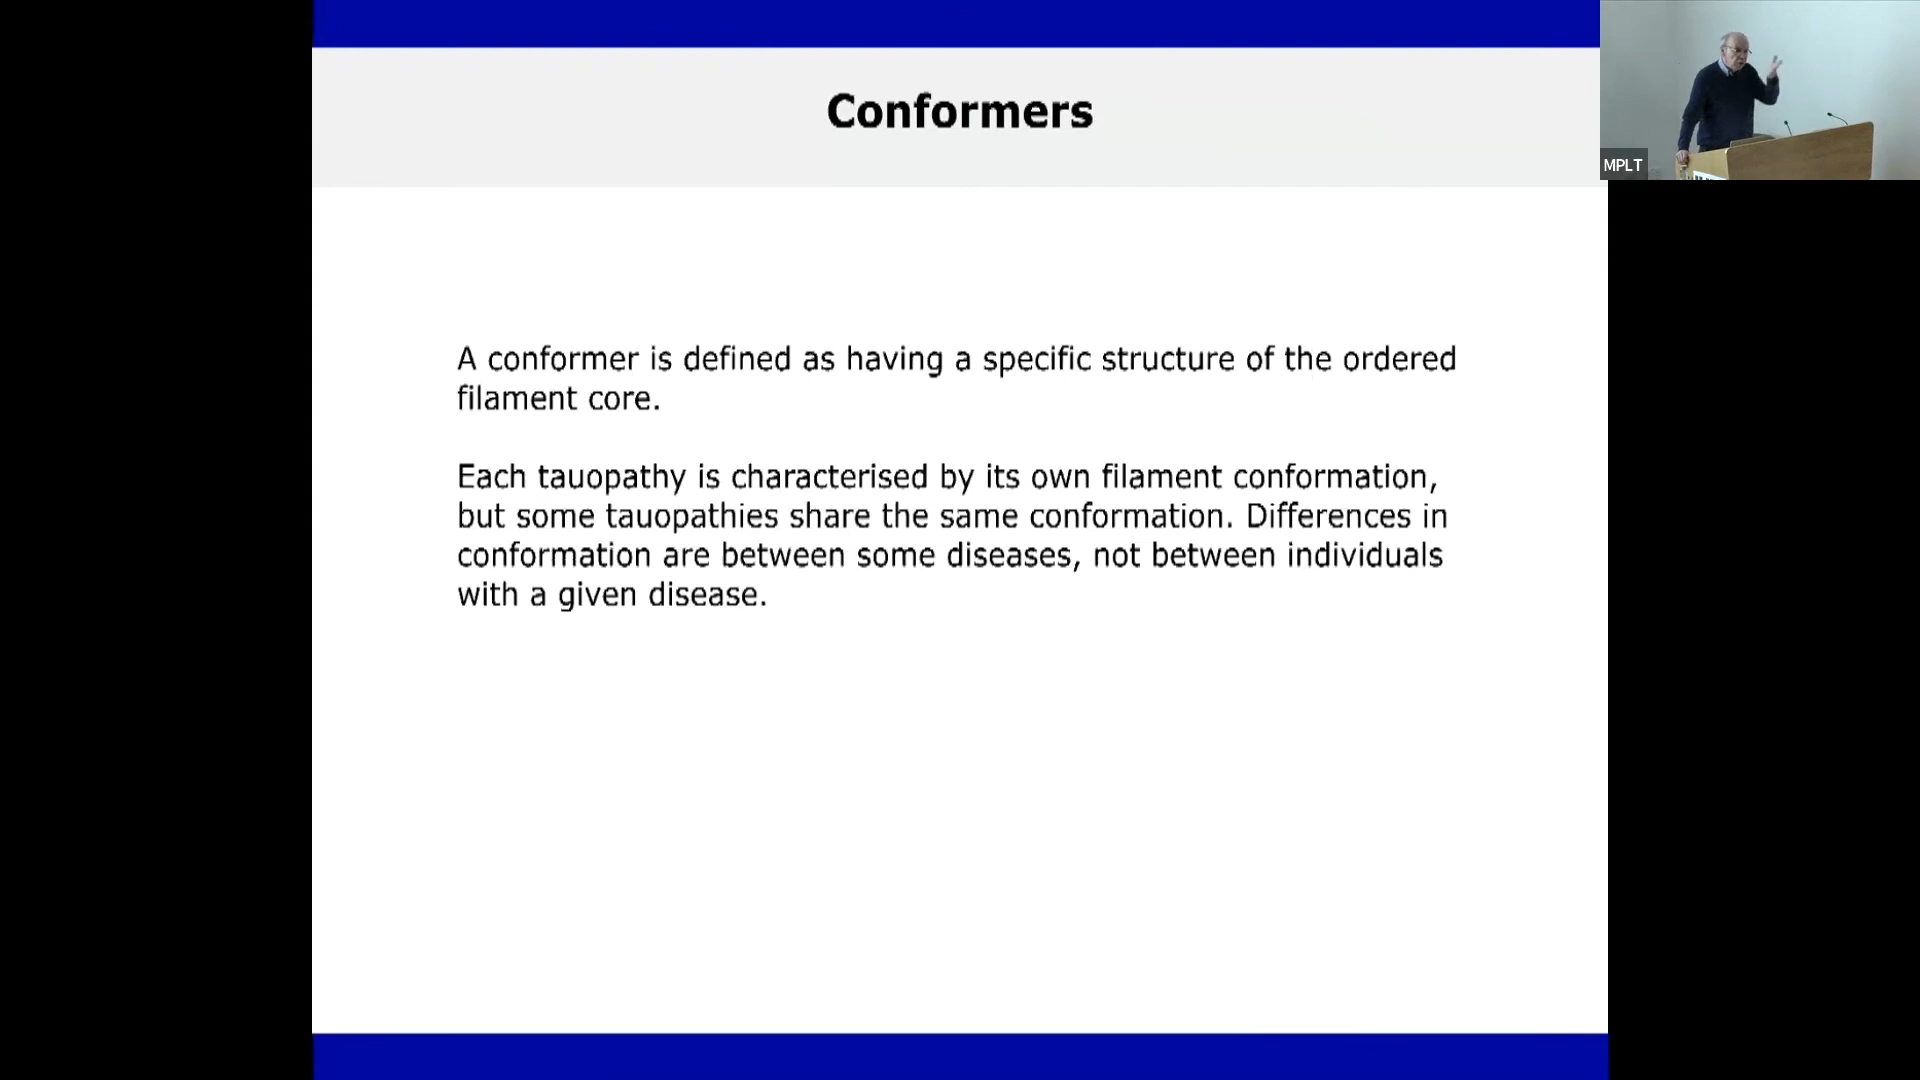 Conformers
MPLT
A conformer is defined as having a specific structure of the ordered
filament core.
Each tauopathy is characterised by its own filament conformation,
but some tauopathies share the same conformation. Differences in
conformation are between some diseases, not between individuals
with a given disease.